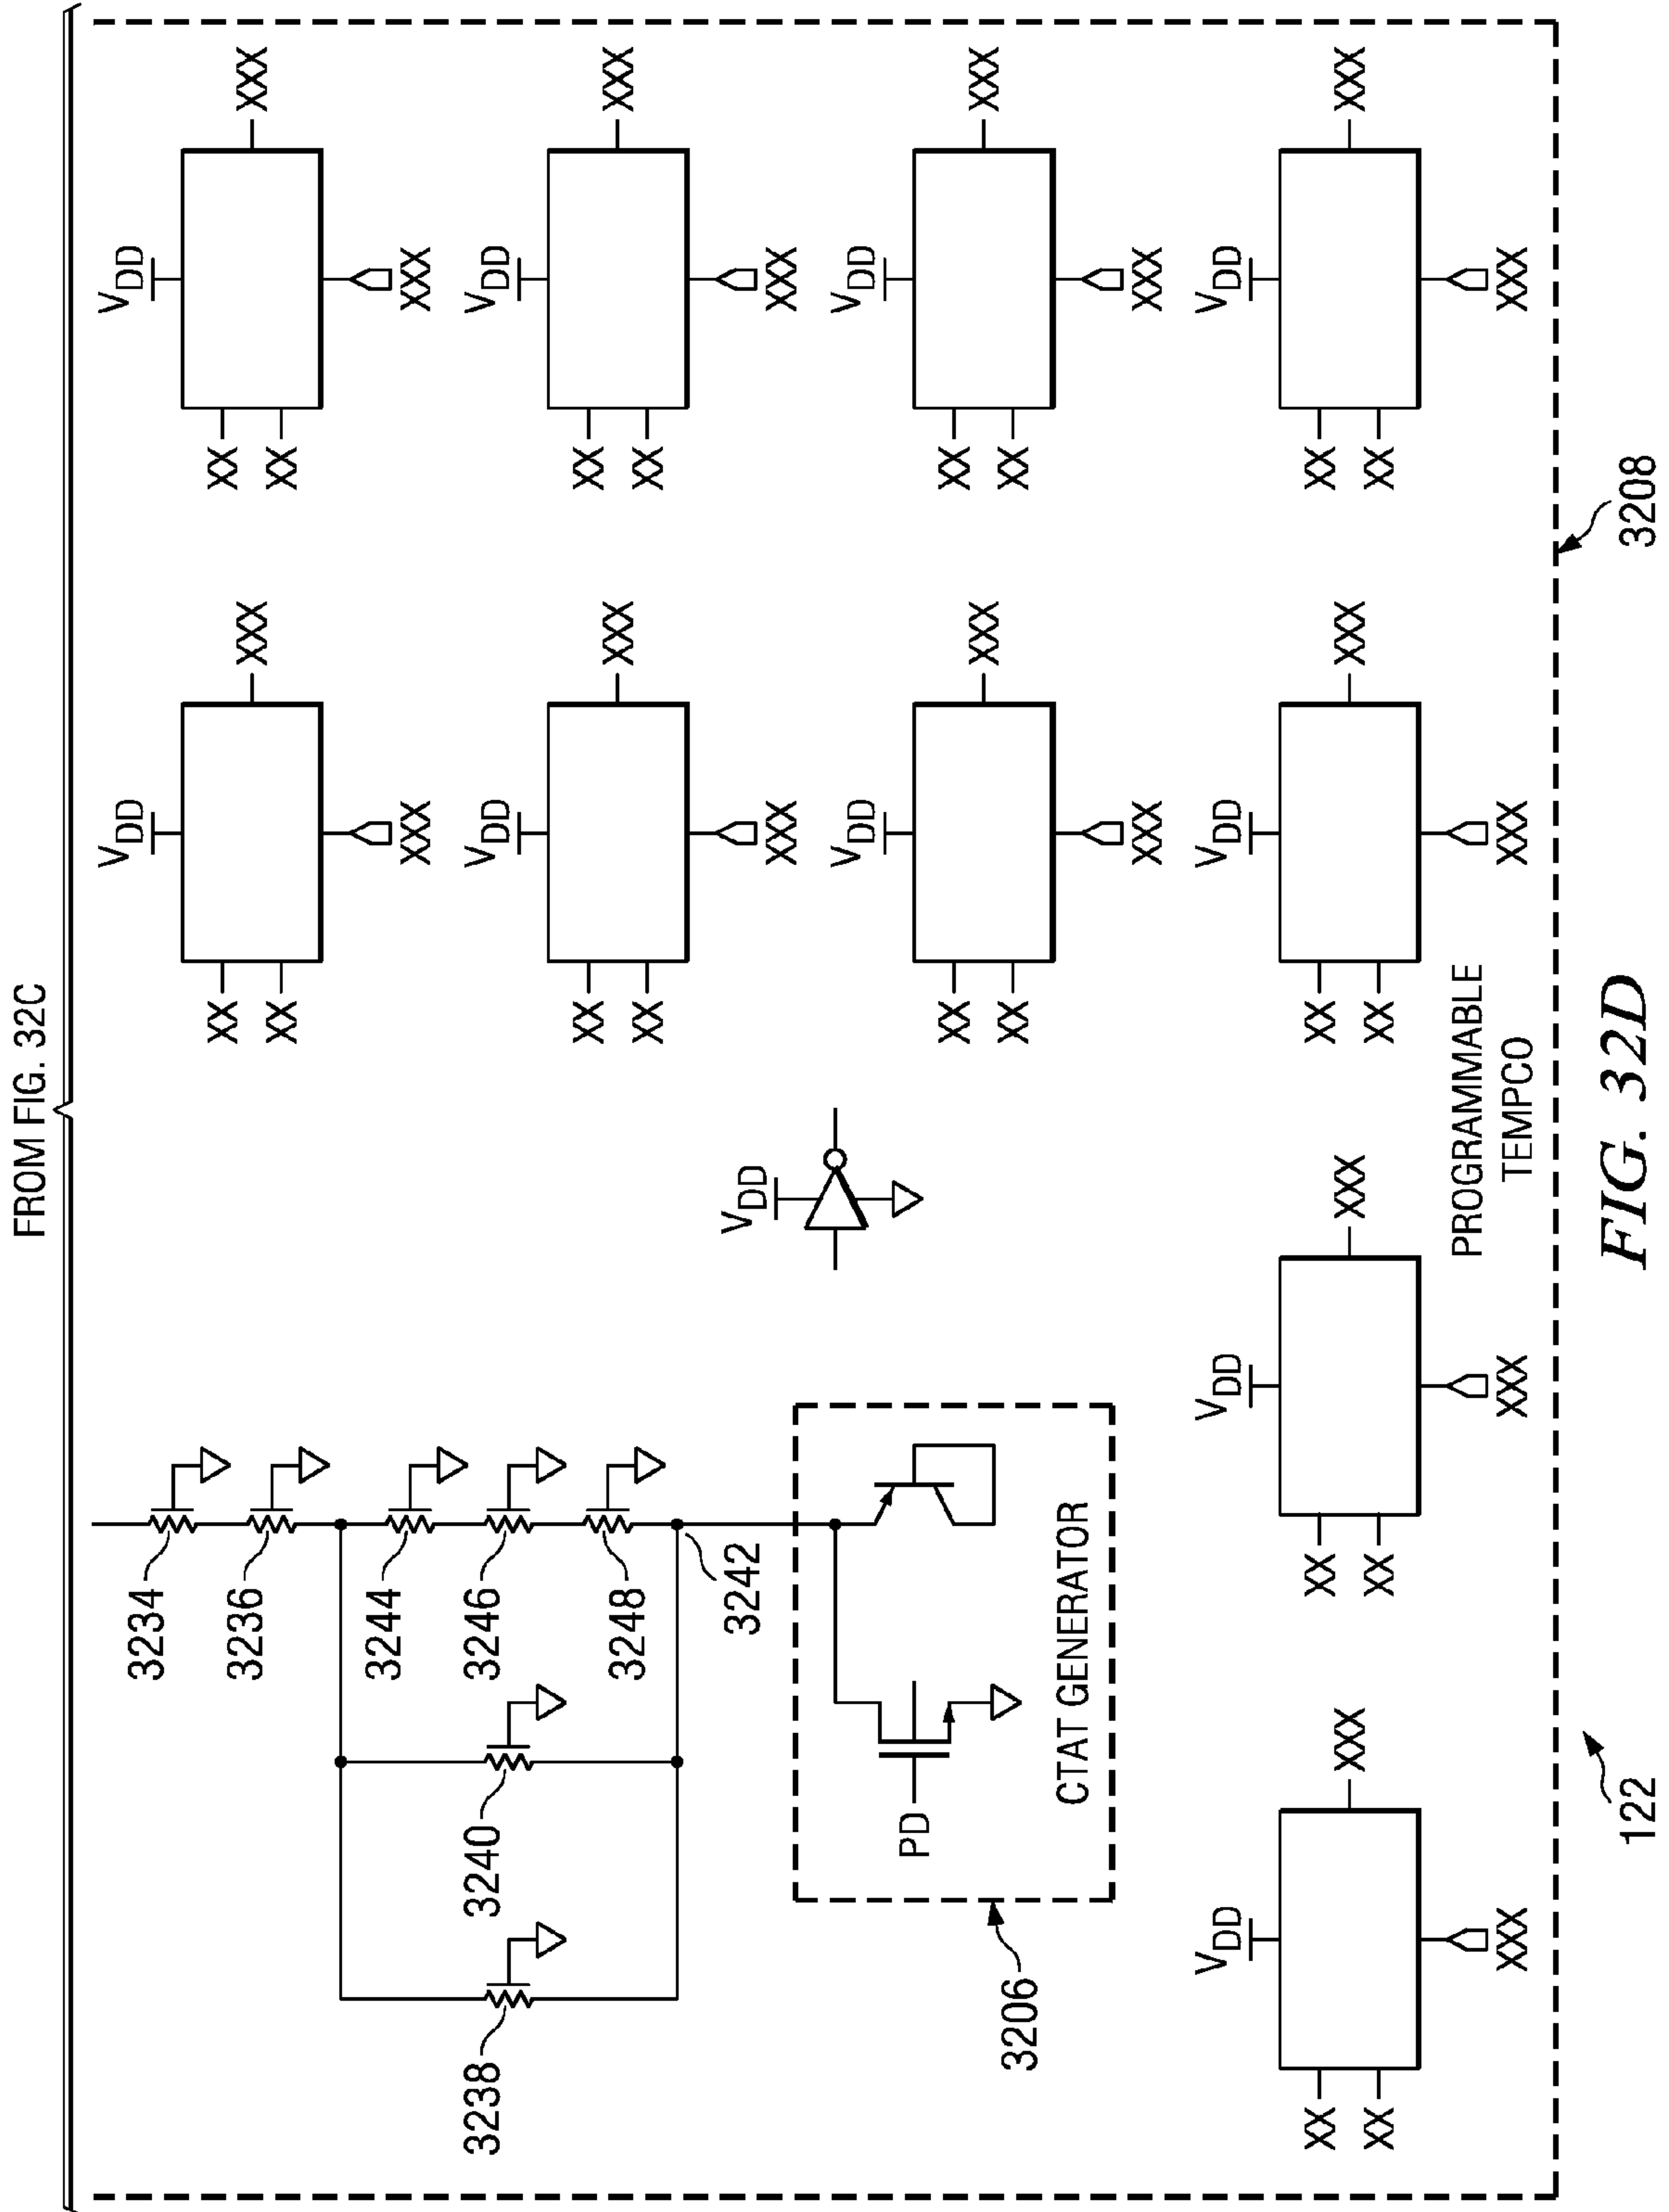 FROM FIG. 32C
VDD VDD
3234
XX XX
3236 XXX XXX
XX XX
3244
XXX XXX
3238 3240 3246 VDD VDD
XX XX
XXX XXX
3248
XX XX
3242 VDD
XXX XXX
VDD VDD
PD
XX XX
XXX XXX
XX XX
3206
CTAT GENERATOR
XXX XXX
VDD VDD VDD VDD
XX XX XX XX
XXX XXX XXX XXX
XX XX XX XX
PROGRAMMABLE
TEMPCO
XXX XXX XXX XXX
122 FIG. 32D 3208